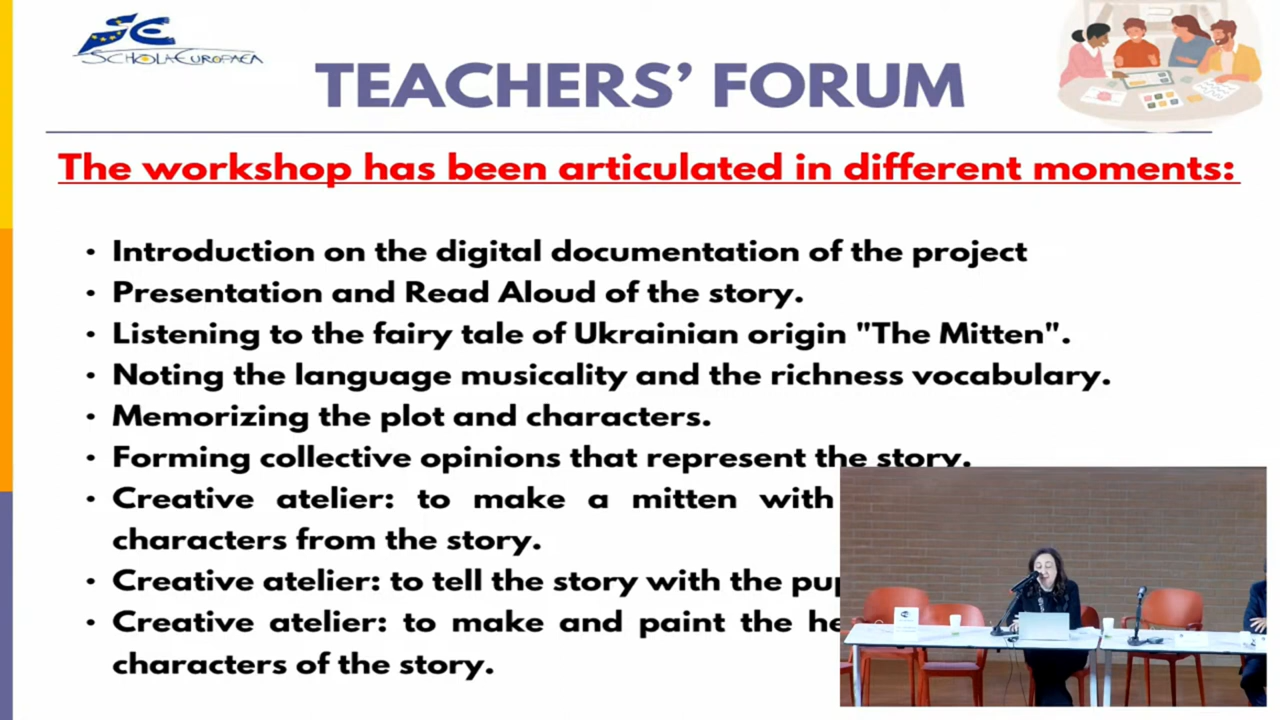 SCHOLA EUROPAEA
TEACHERS' FORUM
The workshop has been articulated in different moments:
• Introduction on the digital documentation of the project
• Presentation and Read Aloud of the story.
• Listening to the fairy tale of Ukrainian origin "The Mitten".
• Noting the language musicality and the richness vocabulary.
• Memorizing the plot and characters.
• Forming collective opinions that represent the story.
• Creative atelier: to make a mitten with
characters from the story.
• Creative atelier: to tell the story with the
• Creative atelier: to make and paint the
characters of the story.